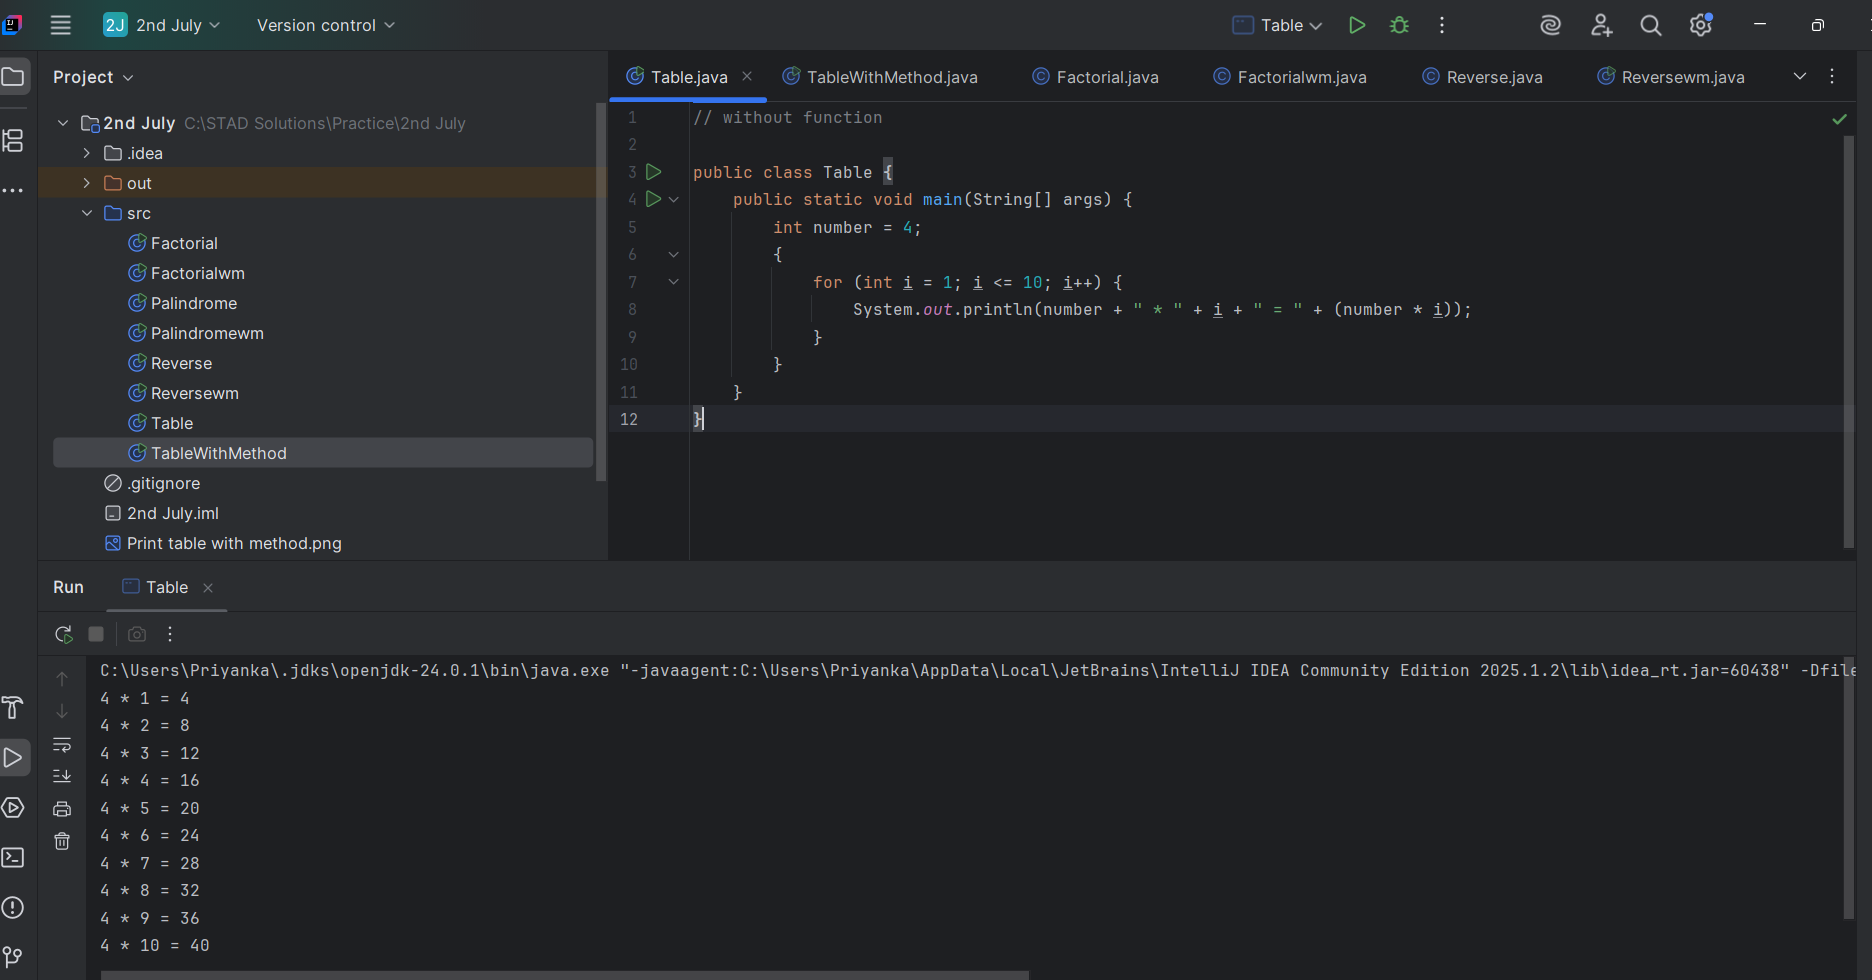 2J 2nd July Version control Table
Project
2nd July C:\STAD Solutions\Practice\2nd July
.idea
out
src
Factorial
Factorialwm
Palindrome
Palindromewm
Reverse
Reversewm
Table
TableWithMethod
.gitignore
2nd July.iml
Print table with method.png
Table.java TableWithMethod.java Factorial.java Factorialwm.java Reverse.java Reversewm.java
1 // without function
2
3 public class Table {
4 public static void main(String[] args) {
5 int number = 4;
6 {
7 for (int i = 1; i <= 10; i++) {
8 System.out.println(number + " * " + i + " = " + (number * i));
9 }
10 }
11 }
12 }
Run Table
C:\Users\Priyanka\.jdks\openjdk-24.0.1\bin\java.exe "-javaagent:C:\Users\Priyanka\AppData\Local\JetBrains\IntelliJ IDEA Community Edition 2025.1.2\lib\idea_rt.jar=60438" -Dfile
4 * 1 = 4
4 * 2 = 8
4 * 3 = 12
4 * 4 = 16
4 * 5 = 20
4 * 6 = 24
4 * 7 = 28
4 * 8 = 32
4 * 9 = 36
4 * 10 = 40